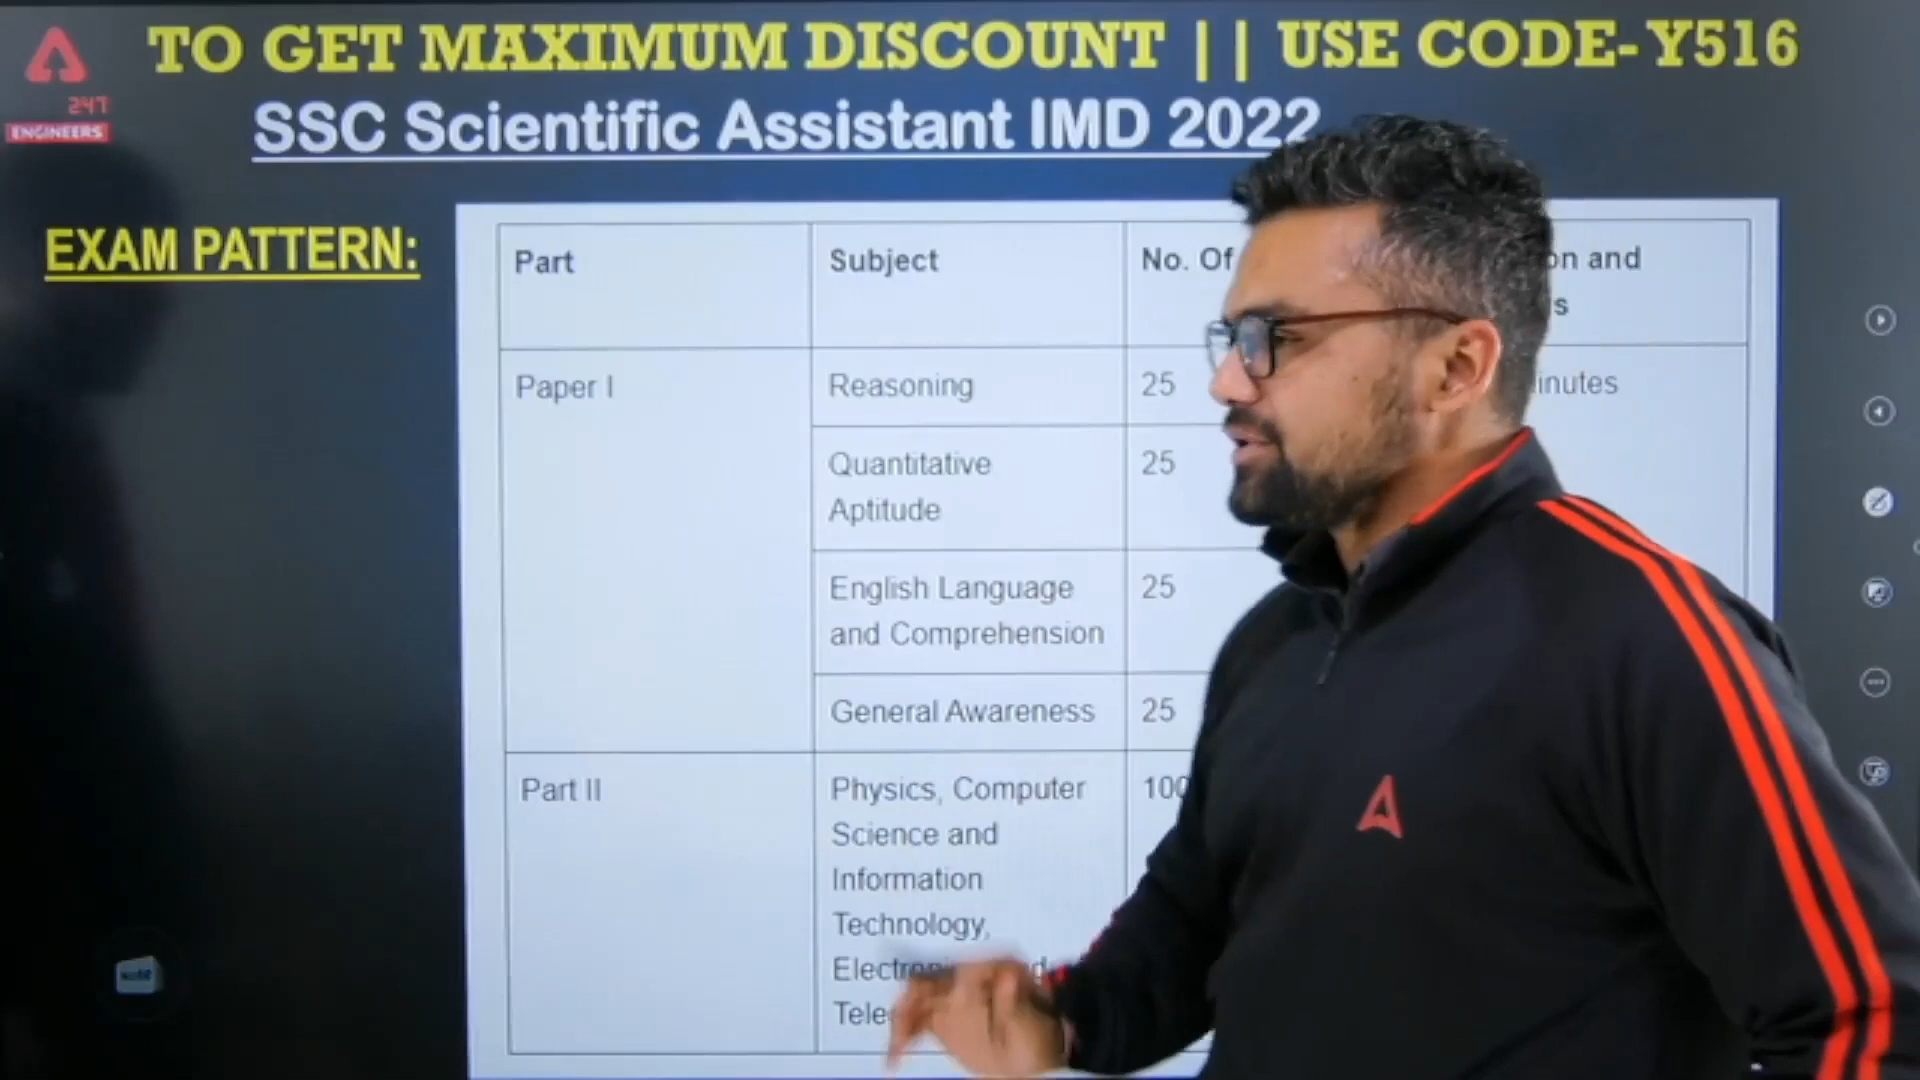 TO GET MAXIMUM DISCOUNT || USE CODE-Y516
247
ENGINEERS
SSC Scientific Assistant IMD 2022
EXAM PATTERN:
Part
Subject
No. Of
and
Paper I
Reasoning
25
Quantitative
Aptitude
25
English Language
and Comprehension
25
General Awareness
25
Part II
Physics, Computer
Science and
Information
Technology,
100